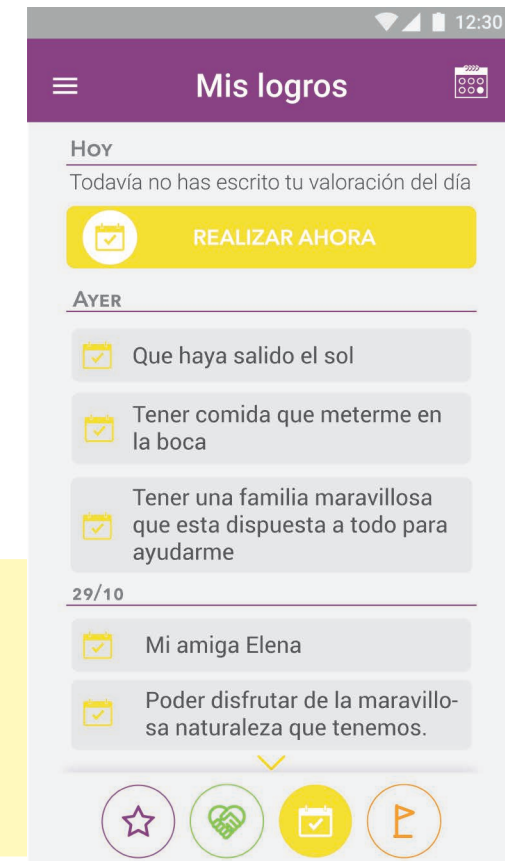 12:30
Mis logros
Hoy
Todavía no has escrito tu valoración del día
REALIZAR AHORA
Ayer
Que haya salido el sol
Tener comida que meterme en
la boca
Tener una familia maravillosa
que esta dispuesta a todo para
ayudarme
29/10
Mi amiga Elena
Poder disfrutar de la maravillo-
sa naturaleza que tenemos.